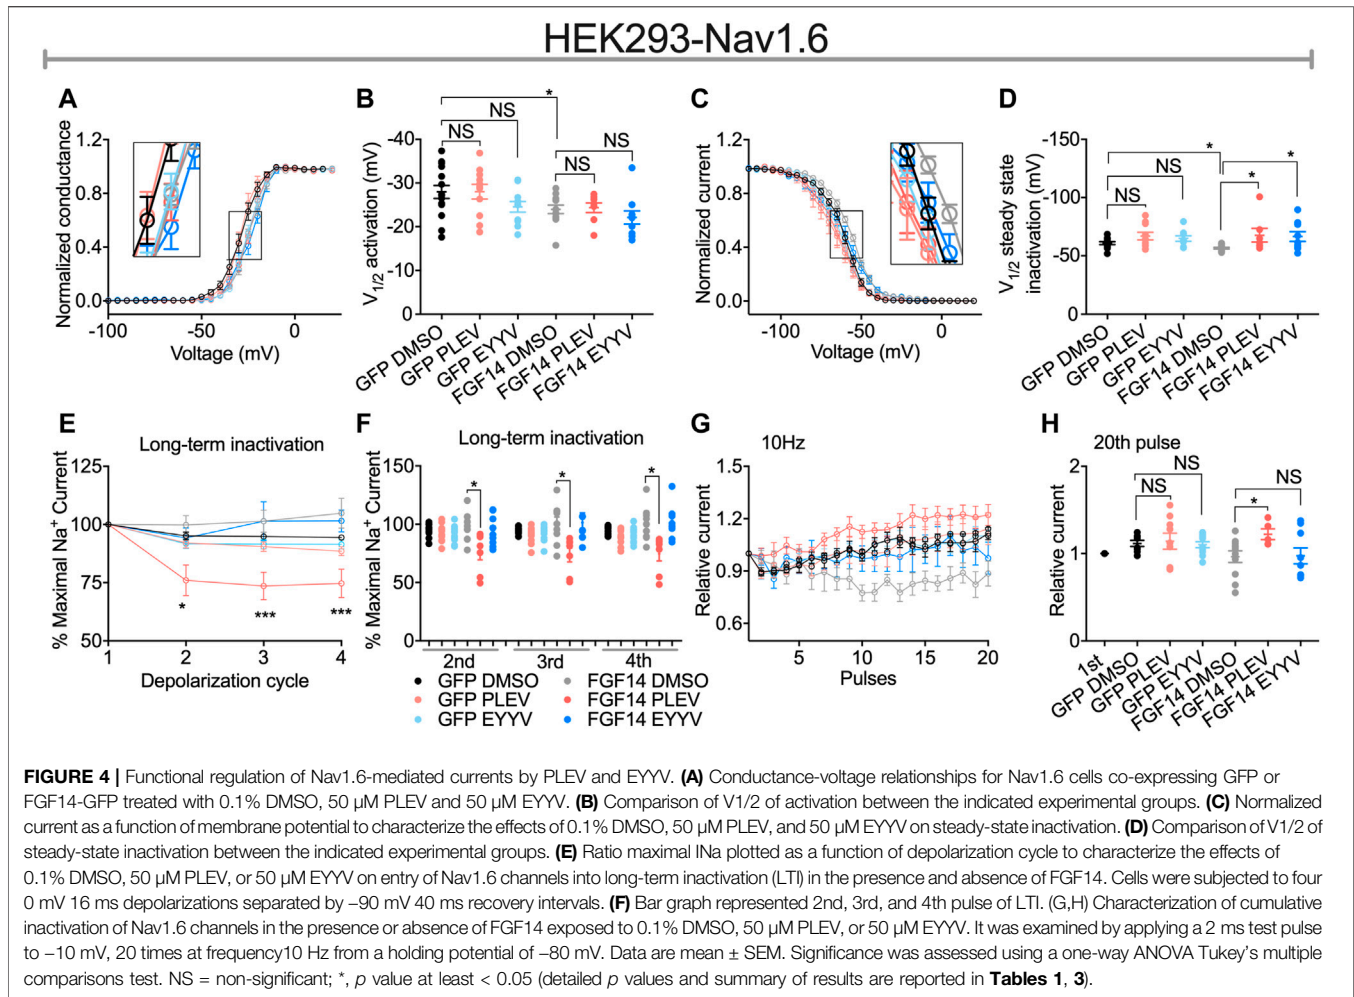 HEK293-Nav1.6
A
Normalized conductance
1.2
0.8
0.4
0.0
-100
-50
0
Voltage (mV)
B
V1/2 activation (mV)
-40
-30
-20
-10
0
*
NS
NS
NS
NS
GFP DMSO
GFP PLEV
GFP EYYV
FGF14 DMSO
FGF14 PLEV
FGF14 EYYV
C
Normalized current
1.2
0.8
0.4
0.0
-100
-50
0
Voltage (mV)
D
V1/2 steady state
inactivation (mV)
-150
-100
-50
0
*
NS
NS
*
*
GFP DMSO
GFP PLEV
GFP EYYV
FGF14 DMSO
FGF14 PLEV
FGF14 EYYV
E
Long-term inactivation
% Maximal Na+ Current
125
100
75
50
*
***
***
1
2
3
4
Depolarization cycle
F
Long-term inactivation
% Maximal Na+ Current
150
100
50
0
*
*
*
2nd
3rd
4th
GFP DMSO
GFP PLEV
GFP EYYV
FGF14 DMSO
FGF14 PLEV
FGF14 EYYV
G
10Hz
Relative current
1.5
1.2
0.9
0.6
5
10
15
20
Pulses
H
20th pulse
Relative current
2
1
0
NS
NS
NS
*
1st
GFP DMSO
GFP PLEV
GFP EYYV
FGF14 DMSO
FGF14 PLEV
FGF14 EYYV
FIGURE 4 | Functional regulation of Nav1.6-mediated currents by PLEV and EYYV. (A) Conductance-voltage relationships for Nav1.6 cells co-expressing GFP or
FGF14-GFP treated with 0.1% DMSO, 50 µM PLEV and 50 µM EYYV. (B) Comparison of V1/2 of activation between the indicated experimental groups. (C) Normalized
current as a function of membrane potential to characterize the effects of 0.1% DMSO, 50 µM PLEV, and 50 µM EYYV on steady-state inactivation. (D) Comparison of V1/2 of
steady-state inactivation between the indicated experimental groups. (E) Ratio maximal INa plotted as a function of depolarization cycle to characterize the effects of
0.1% DMSO, 50 µM PLEV, or 50 µM EYYV on entry of Nav1.6 channels into long-term inactivation (LTI) in the presence and absence of FGF14. Cells were subjected to four
0 mV 16 ms depolarizations separated by −90 mV 40 ms recovery intervals. (F) Bar graph represented 2nd, 3rd, and 4th pulse of LTI. (G,H) Characterization of cumulative
inactivation of Nav1.6 channels in the presence or absence of FGF14 exposed to 0.1% DMSO, 50 µM PLEV, or 50 µM EYYV. It was examined by applying a 2 ms test pulse
to −10 mV, 20 times at frequency10 Hz from a holding potential of −80 mV. Data are mean ± SEM. Significance was assessed using a one-way ANOVA Tukey's multiple
comparisons test. NS = non-significant; *, p value at least < 0.05 (detailed p values and summary of results are reported in Tables 1, 3).